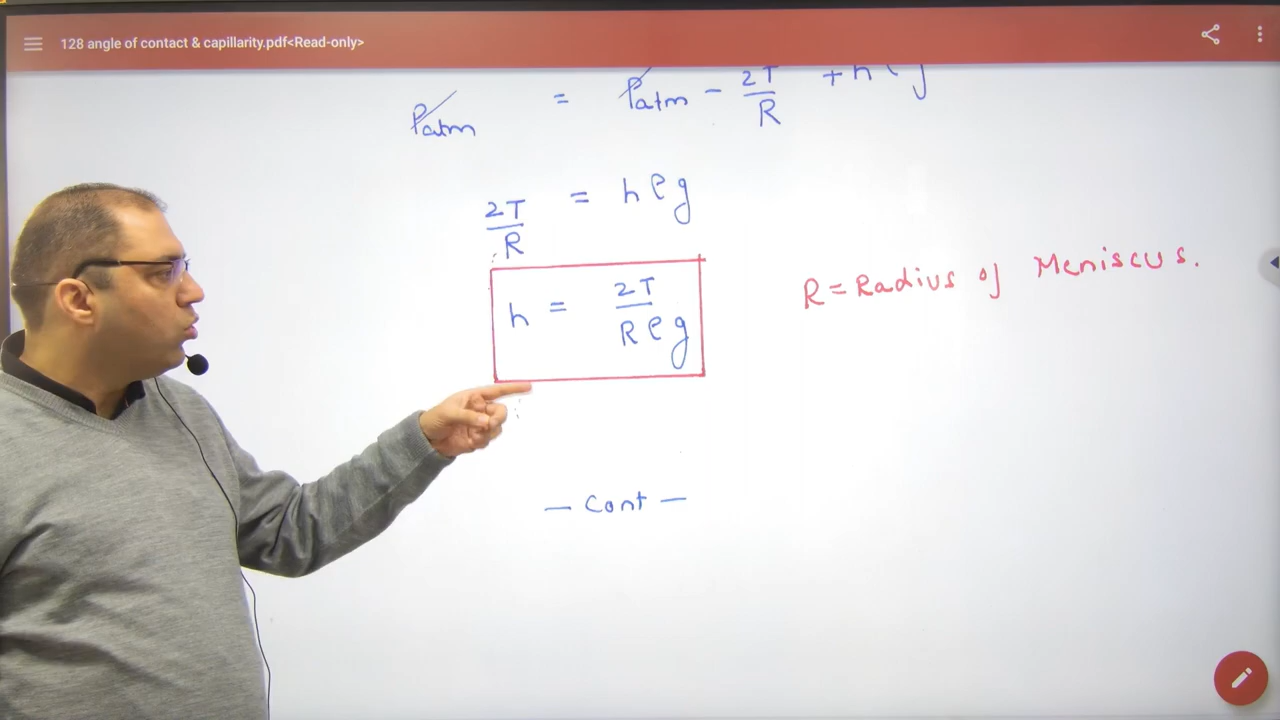 128 angle of contact & capillarity.pdf<Read-only>
Patm = Patm - 2T/R + hρg
2T/R = hρg
h = 2T/Rρg
R = Radius of Meniscus.
— Cont —